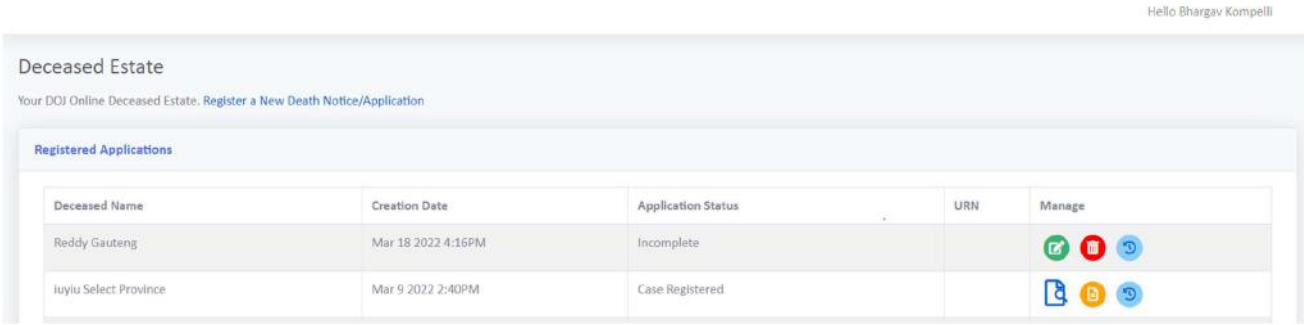 Hello Bhargav Kompelli
Deceased Estate
Your DOJ Online Deceased Estate. Register a New Death Notice/Application
Registered Applications
Deceased Name Creation Date Application Status URN Manage
Reddy Gauteng Mar 18 2022 4:16PM Incomplete
iuyiu Select Province Mar 9 2022 2:40PM Case Registered